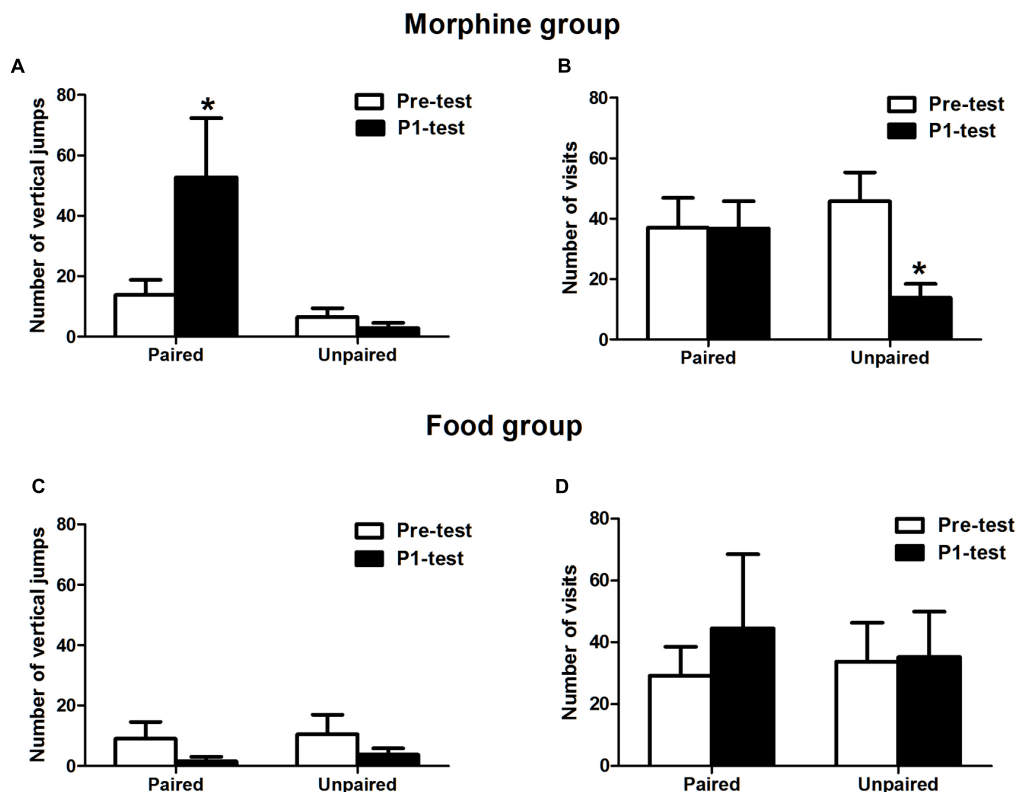 Morphine group
A
Number of vertical jumps
80
60
40
20
0
*
Pre-test
P1-test
Paired
Unpaired
B
Number of visits
80
60
40
20
0
*
Pre-test
P1-test
Paired
Unpaired
Food group
C
Number of vertical jumps
80
60
40
20
0
Pre-test
P1-test
Paired
Unpaired
D
Number of visits
80
60
40
20
0
Pre-test
P1-test
Paired
Unpaired